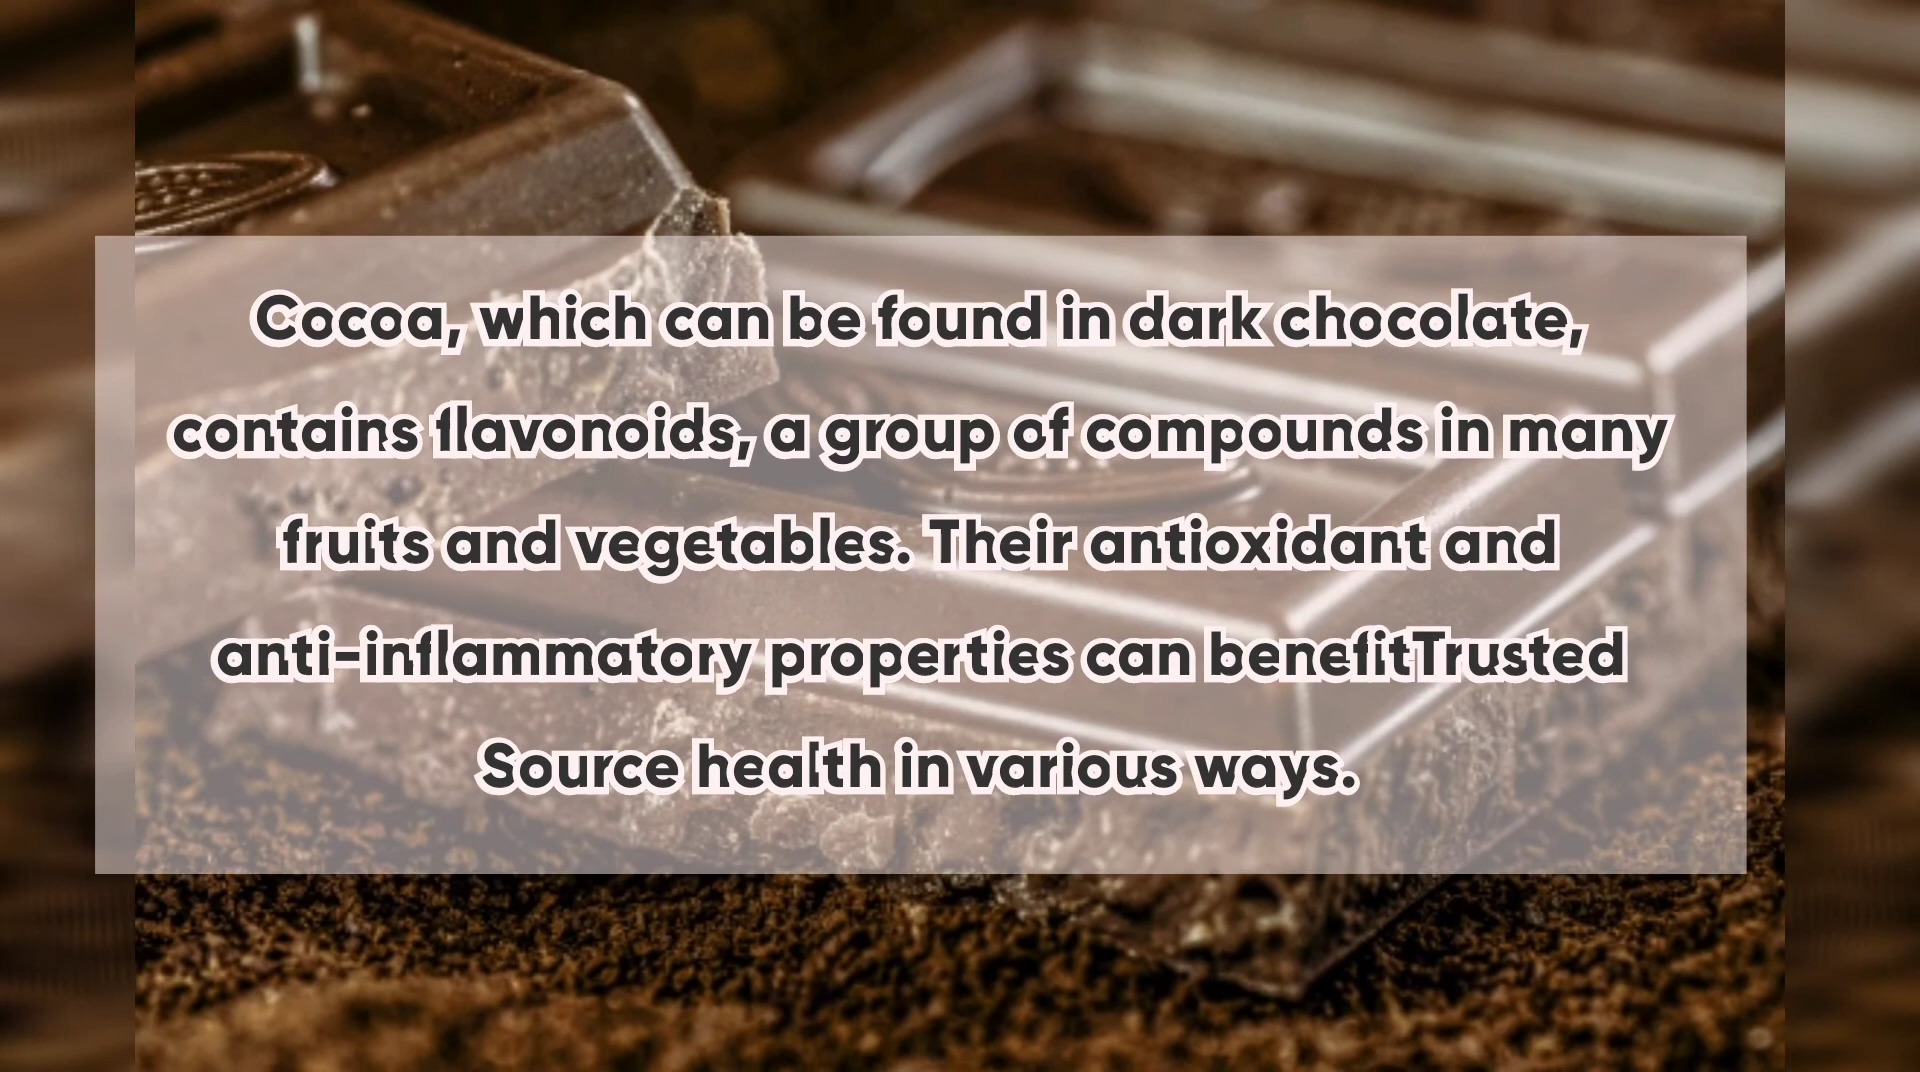 Cocoa, which can be found in dark chocolate,
contains flavonoids, a group of compounds in many
fruits and vegetables. Their antioxidant and
anti-inflammatory properties can benefitTrusted
Source health in various ways.